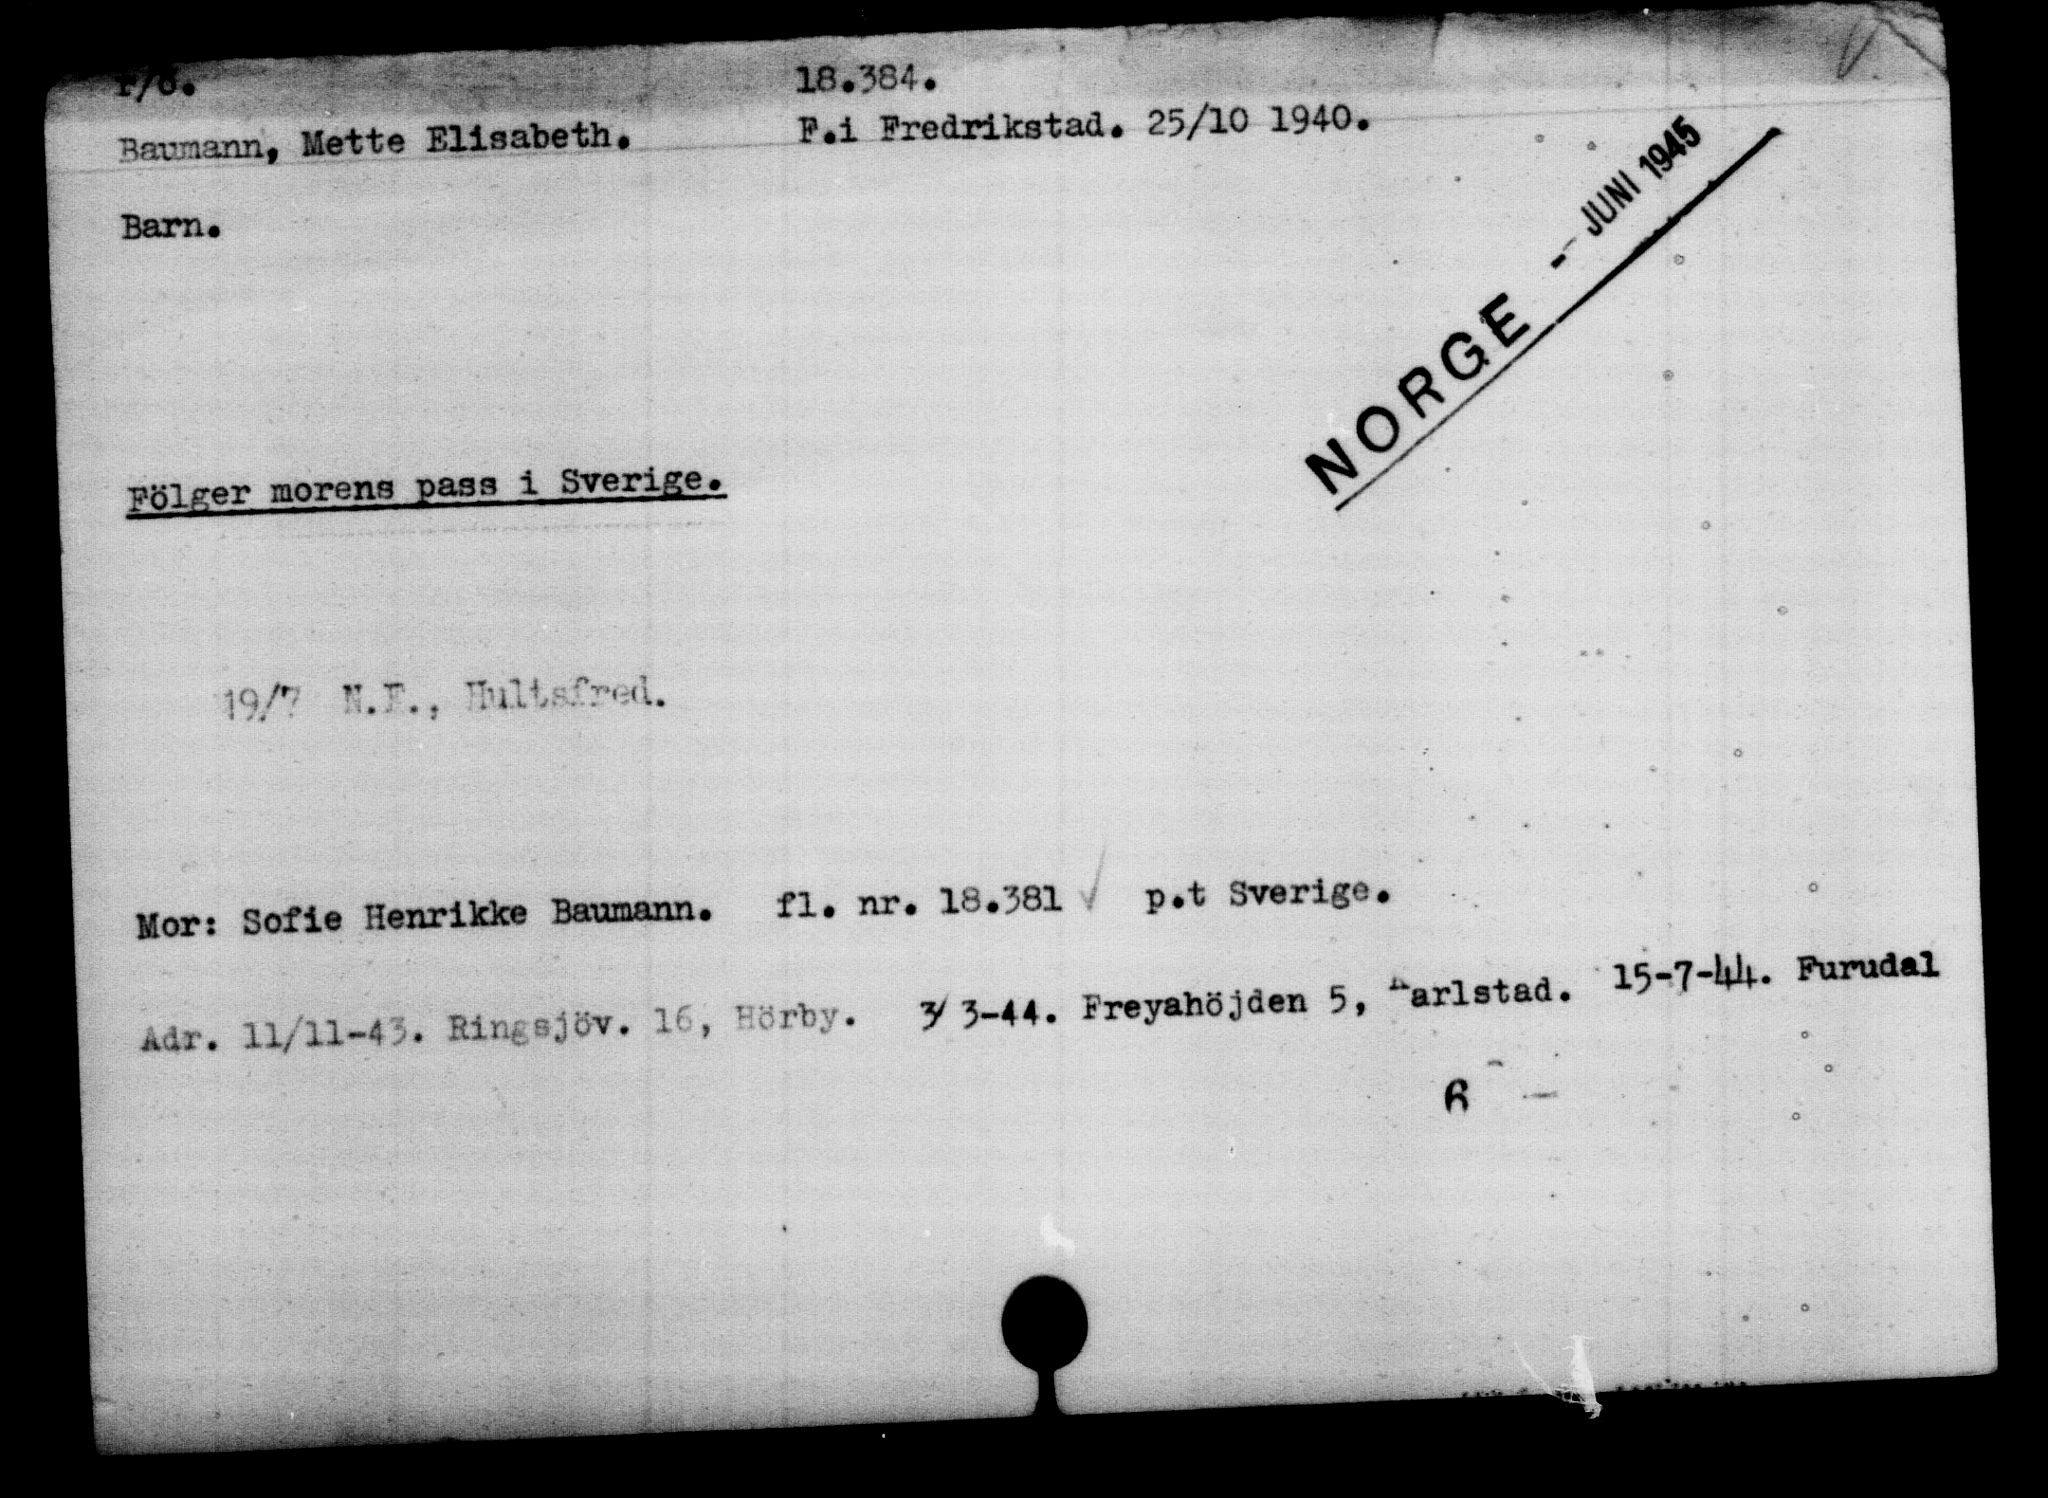 r/o.
18.384.
Baumann, Mette Elisabeth.
F.i Fredrikstad. 25/10 1940.
Barn.
NORGE - JUNI 1945
Fölger morens pass i Sverige.
19/7 N.F., Hultsfred.
Mor: Sofie Henrikke Baumann. fl. nr. 18.381 ✓ p.t Sverige.
Adr. 11/11-43. Ringsjöv. 16, Hörby. 3/3-44. Freyahöjden 5, Karlstad. 15-7-44. Furudal